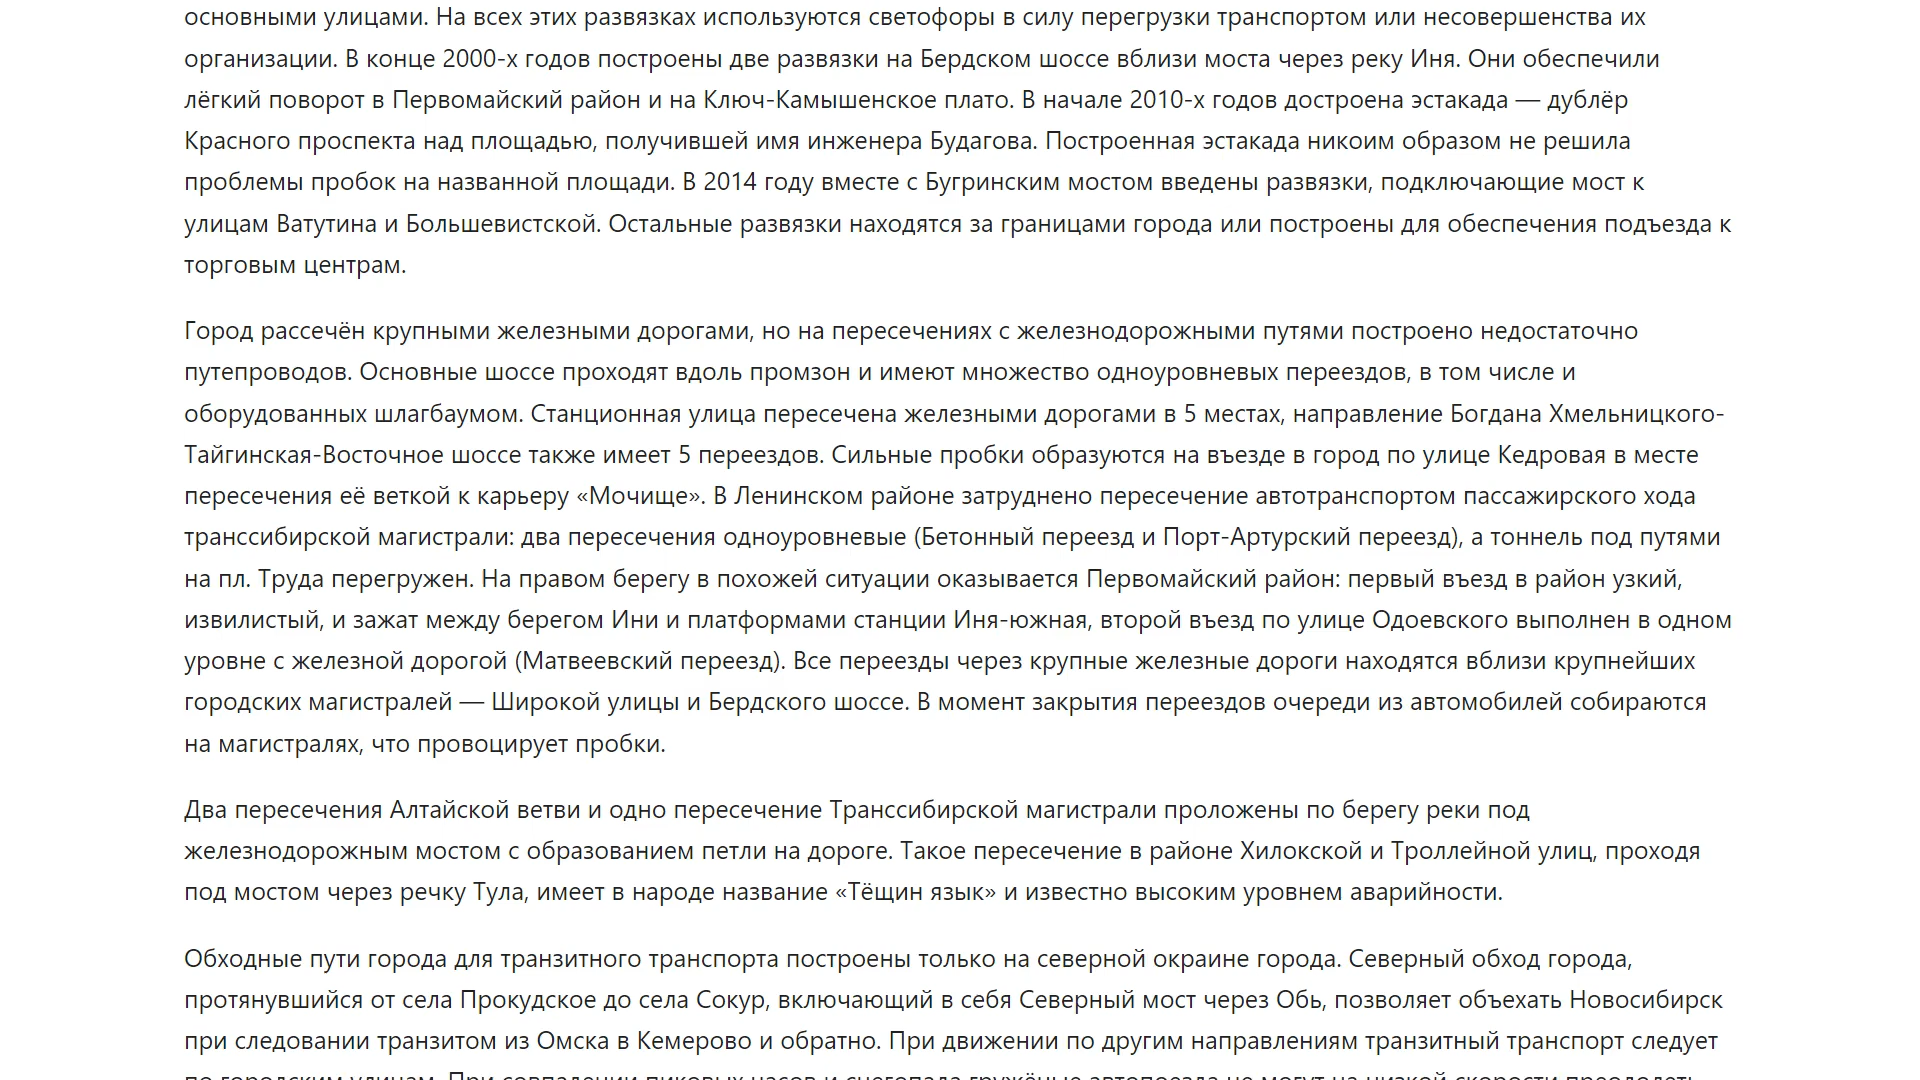 основными улицами. На всех этих развязках используются светофоры в силу перегрузки транспортом или несовершенства их
организации. В конце 2000-х годов построены две развязки на Бердском шоссе вблизи моста через реку Иня. Они обеспечили
лёгкий поворот в Первомайский район и на Ключ-Камышенское плато. В начале 2010-х годов достроена эстакада — дублёр
Красного проспекта над площадью, получившей имя инженера Будагова. Построенная эстакада никоим образом не решила
проблемы пробок на названной площади. В 2014 году вместе с Бугринским мостом введены развязки, подключающие мост к
улицам Ватутина и Большевистской. Остальные развязки находятся за границами города или построены для обеспечения подъезда к
торговым центрам.
Город рассечён крупными железными дорогами, но на пересечениях с железнодорожными путями построено недостаточно
путепроводов. Основные шоссе проходят вдоль промзон и имеют множество одноуровневых переездов, в том числе и
оборудованных шлагбаумом. Станционная улица пересечена железными дорогами в 5 местах, направление Богдана Хмельницкого-
Тайгинская-Восточное шоссе также имеет 5 переездов. Сильные пробки образуются на въезде в город по улице Кедровая в месте
пересечения её веткой к карьеру «Мочище». В Ленинском районе затруднено пересечение автотранспортом пассажирского хода
транссибирской магистрали: два пересечения одноуровневые (Бетонный переезд и Порт-Артурский переезд), а тоннель под путями
на пл. Труда перегружен. На правом берегу в похожей ситуации оказывается Первомайский район: первый въезд в район узкий,
извилистый, и зажат между берегом Ини и платформами станции Иня-южная, второй въезд по улице Одоевского выполнен в одном
уровне с железной дорогой (Матвеевский переезд). Все переезды через крупные железные дороги находятся вблизи крупнейших
городских магистралей — Широкой улицы и Бердского шоссе. В момент закрытия переездов очереди из автомобилей собираются
на магистралях, что провоцирует пробки.
Два пересечения Алтайской ветви и одно пересечение Транссибирской магистрали проложены по берегу реки под
железнодорожным мостом с образованием петли на дороге. Такое пересечение в районе Хилокской и Троллейной улиц, проходя
под мостом через речку Тула, имеет в народе название «Тёщин язык» и известно высоким уровнем аварийности.
Обходные пути города для транзитного транспорта построены только на северной окраине города. Северный обход города,
протянувшийся от села Прокудское до села Сокур, включающий в себя Северный мост через Обь, позволяет объехать Новосибирск
при следовании транзитом из Омска в Кемерово и обратно. При движении по другим направлениям транзитный транспорт следует
по городским улицам. При совпадении пиковых часов и снегопада гружёные автопоезда не могут на низкой скорости преодолеть